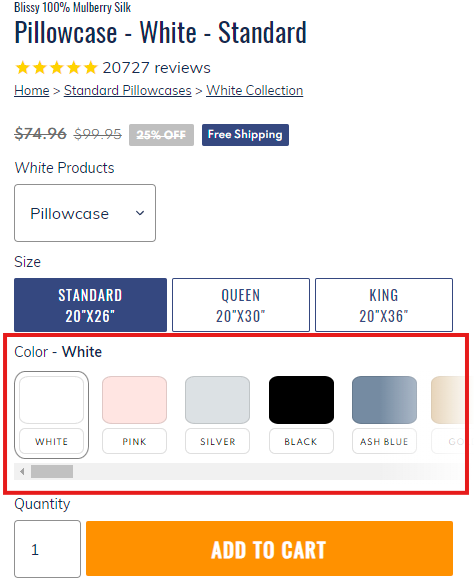 Blissy 100% Mulberry Silk
Pillowcase - White - Standard
20727 reviews
Home > Standard Pillowcases > White Collection
$74.96 $99.95 25% OFF Free Shipping
White Products
Pillowcase
Size
STANDARD QUEEN KING
20"X26" 20"X30" 20"X36"
Color - White
WHITE PINK SILVER BLACK ASH BLUE GO
Quantity
1 ADD TO CART